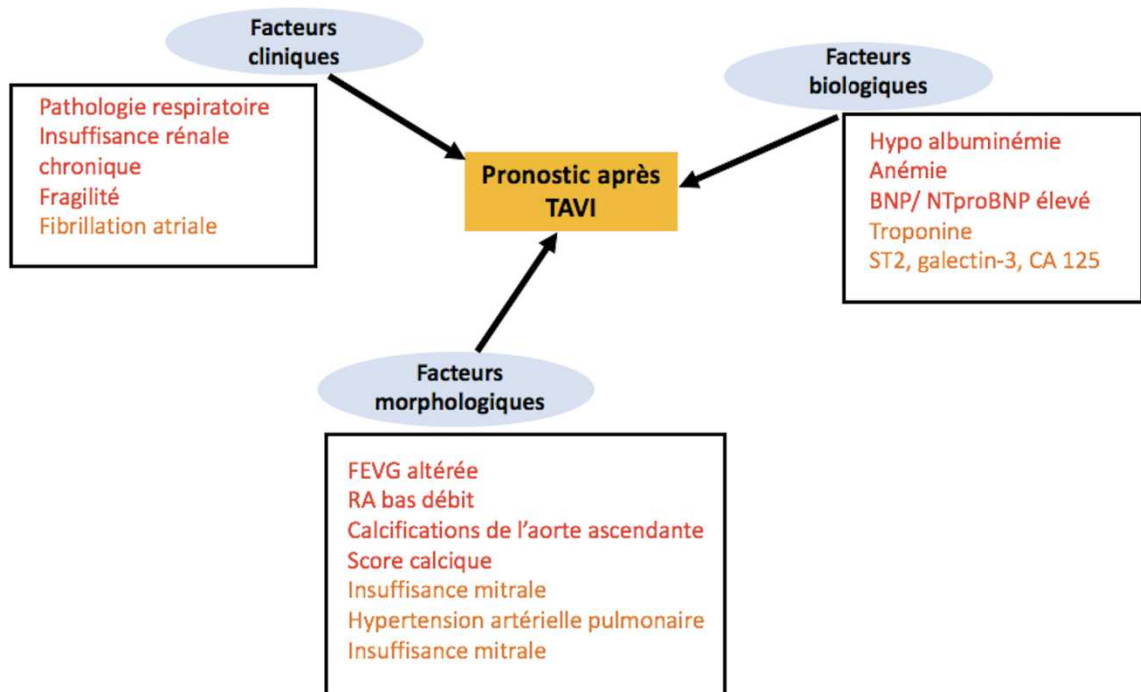 Facteurs
cliniques
Pathologie respiratoire
Insuffisance rénale
chronique
Fragilité
Fibrillation atriale
Facteurs
biologiques
Hypo albuminémie
Anémie
BNP/ NTproBNP élevé
Troponine
ST2, galectin-3, CA 125
Pronostic après
TAVI
Facteurs
morphologiques
FEVG altérée
RA bas débit
Calcifications de l'aorte ascendante
Score calcique
Insuffisance mitrale
Hypertension artérielle pulmonaire
Insuffisance mitrale